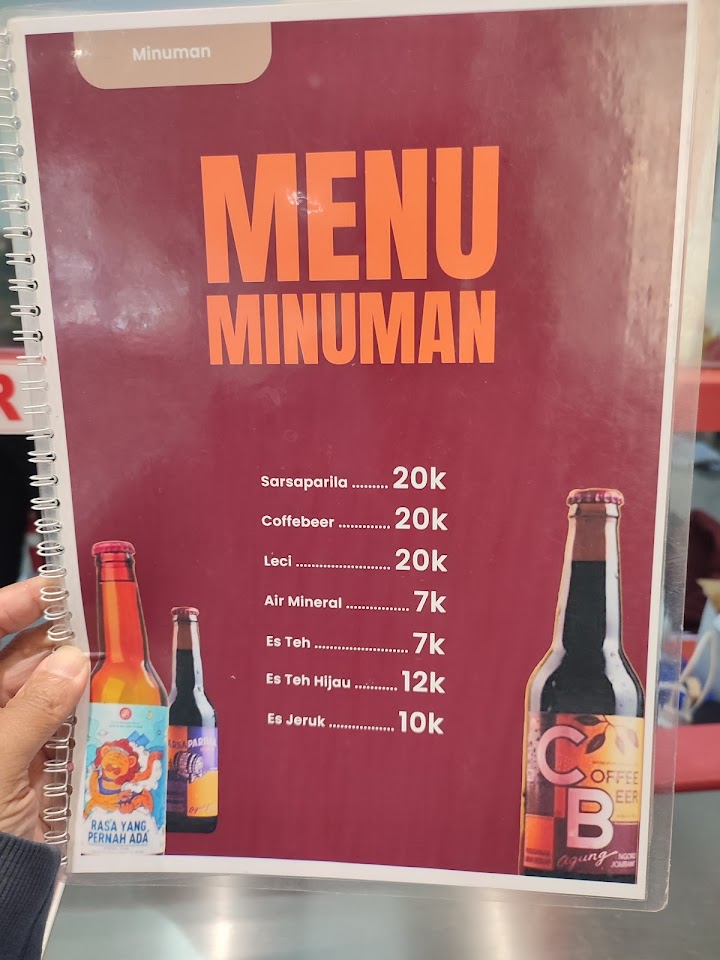 Minuman
MENU
MINUMAN
R
Sarsaparila ......... 20k
Coffebeer ............. 20k
Leci ........................ 20k
Air Mineral ................ 7k
Es Teh ........................ 7k
Es Teh Hijau ........... 12k
Es Jeruk ................. 10k
RASA YANG
PERNAH ADA
COFFEE
BEER
agung